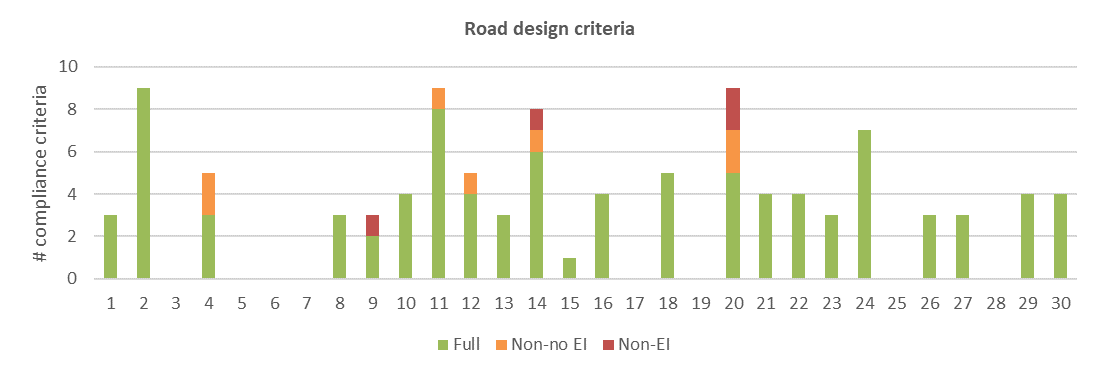 Road design criteria
# compliance criteria
10
8
6
4
2
0
1 2 3 4 5 6 7 8 9 10 11 12 13 14 15 16 17 18 19 20 21 22 23 24 25 26 27 28 29 30
Full Non-no EI Non-EI